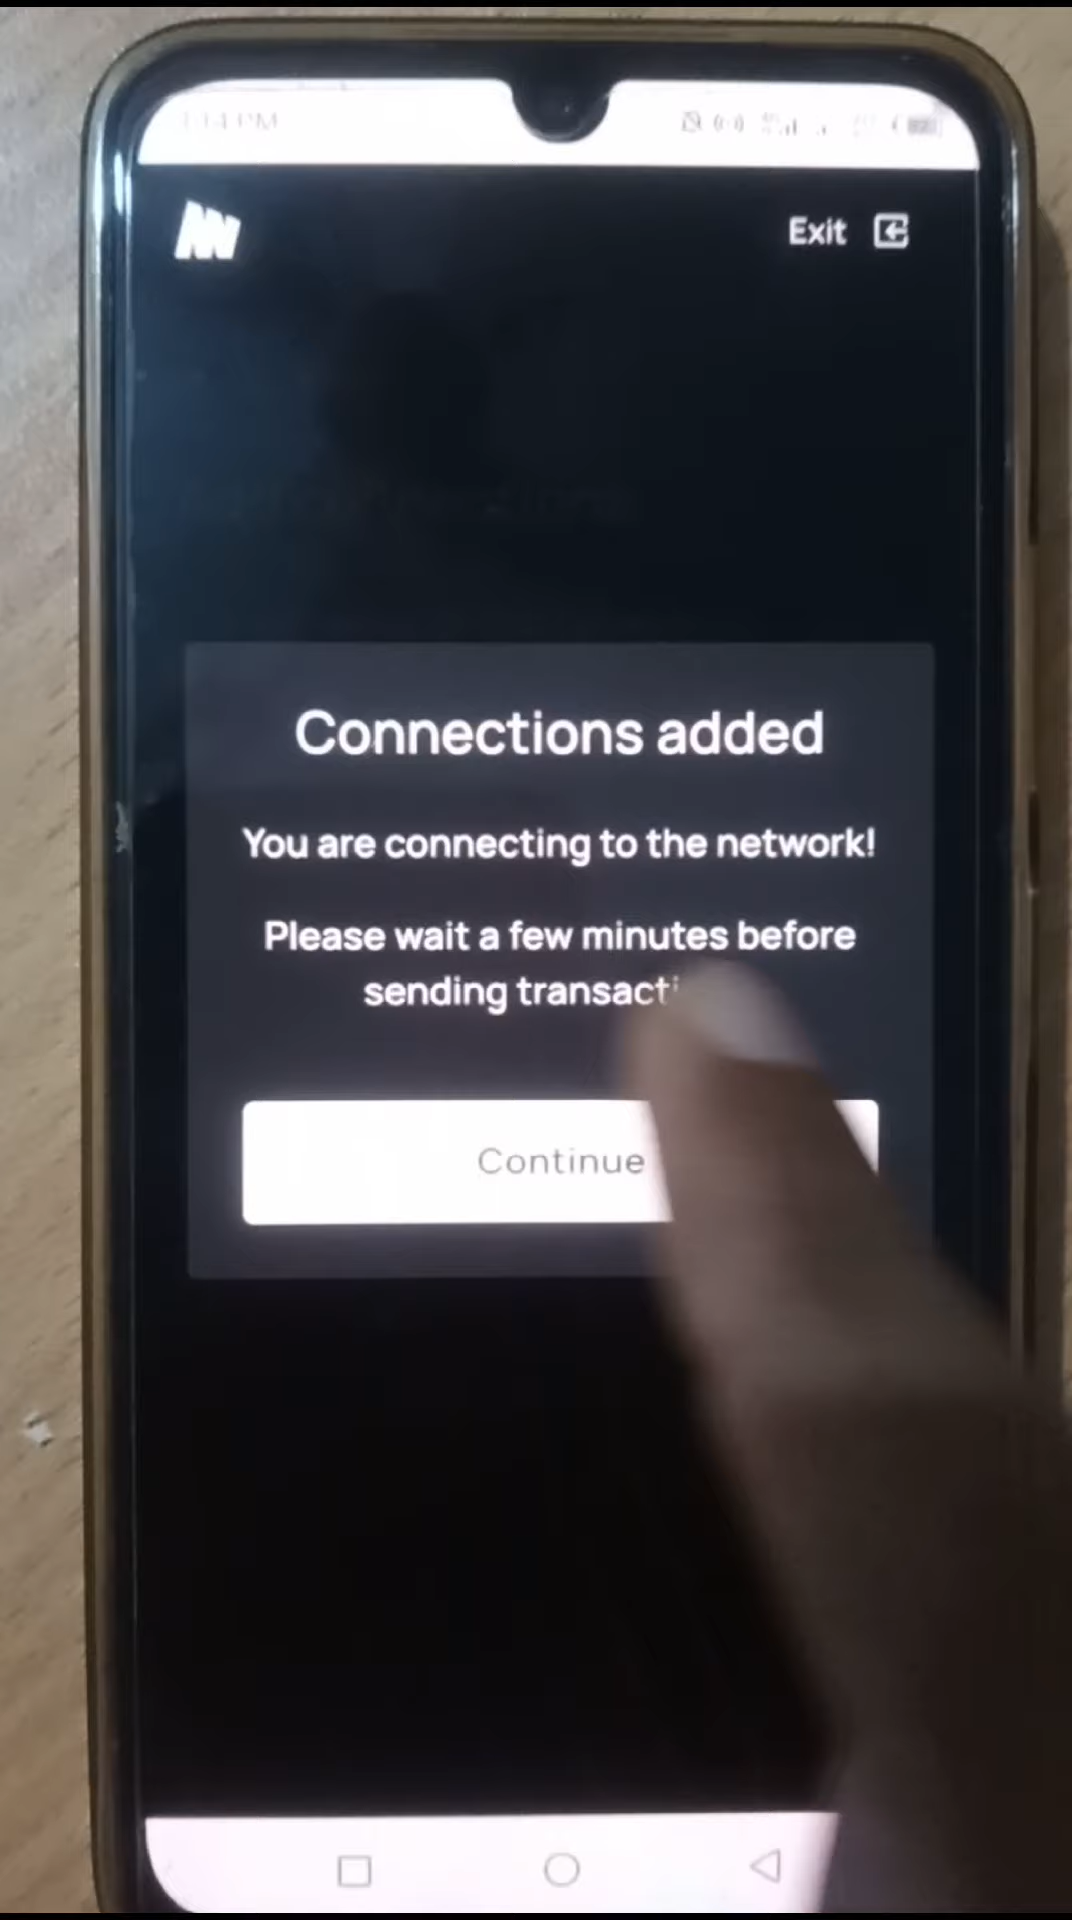 Exit
Connections added
You are connecting to the network!
Please wait a few minutes before
sending
Continue